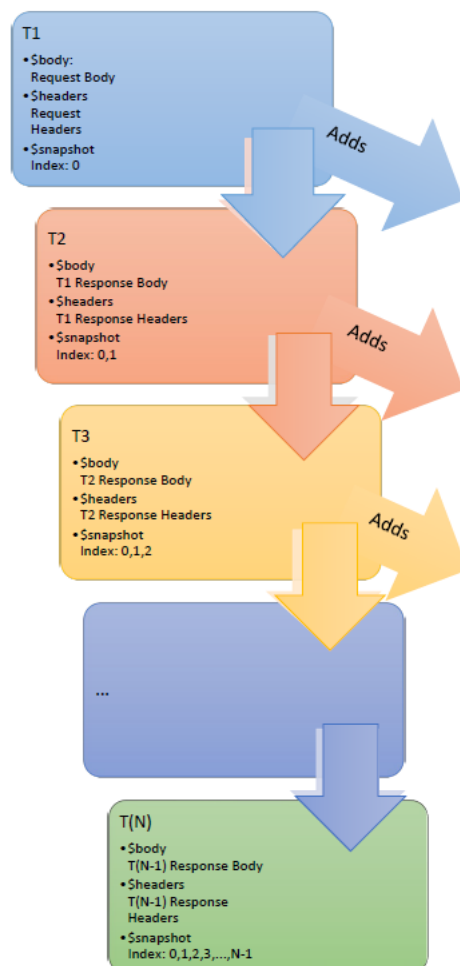 T1
•$body:
Request Body
•$headers
Request
Headers
•$snapshot
Index: 0
Adds
T2
•$body
T1 Response Body
•$headers
T1 Response Headers
•$snapshot
Index: 0,1
Adds
T3
•$body
T2 Response Body
•$headers
T2 Response Headers
•$snapshot
Index: 0,1,2
Adds
...
T(N)
•$body
T(N-1) Response Body
•$headers
T(N-1) Response
Headers
•$snapshot
Index: 0,1,2,3,...,N-1